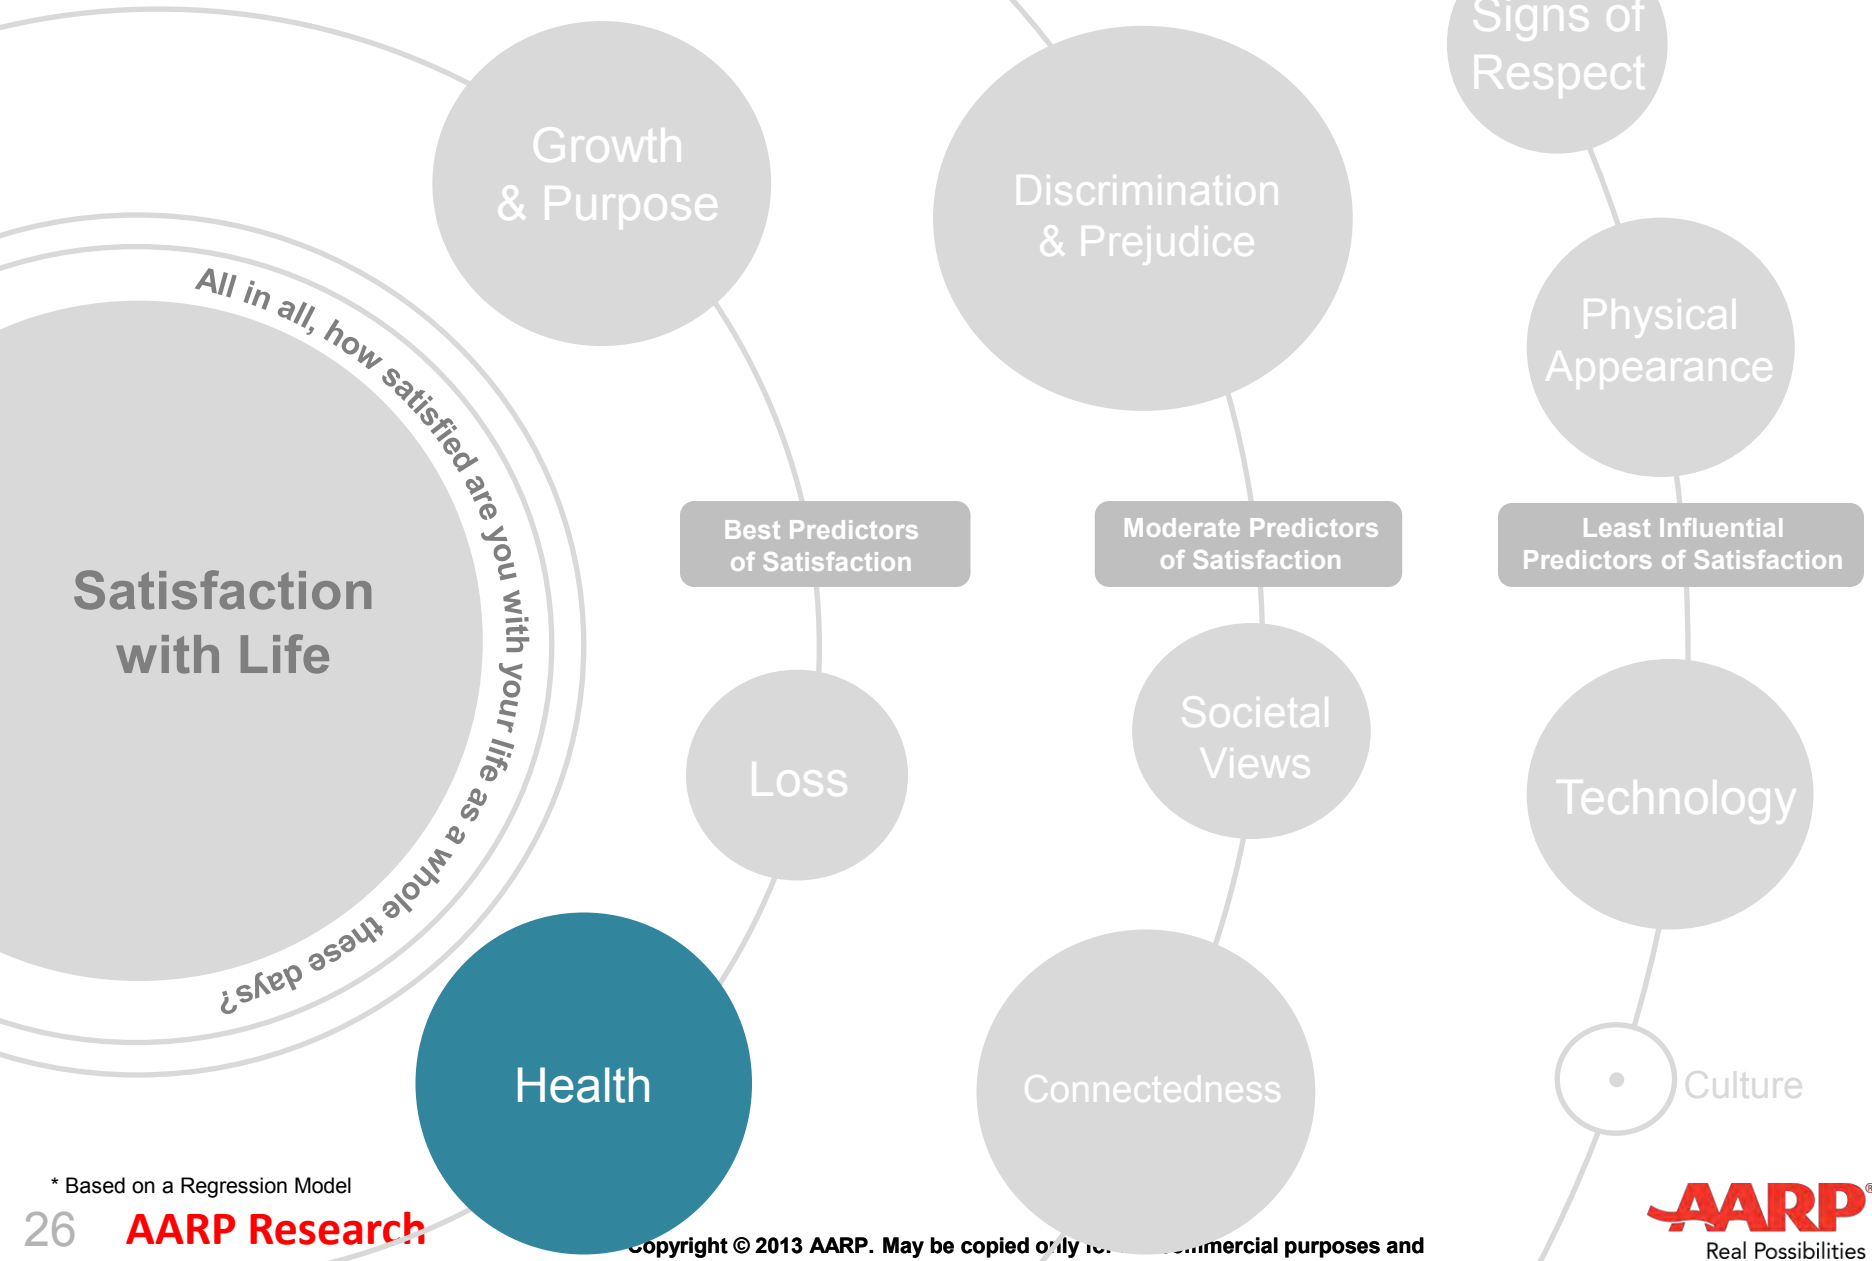 Signs of
Respect
Growth
& Purpose
Discrimination
& Prejudice
Physical
Appearance
All in all, how satisfied are you with your life as a whole these days?
Satisfaction
with Life
Best Predictors
of Satisfaction
Moderate Predictors
of Satisfaction
Least Influential
Predictors of Satisfaction
Loss
Societal
Views
Technology
Health
Connectedness
Culture
* Based on a Regression Model
26
AARP Research
Copyright © 2013 AARP. May be copied only purposes and
AARP®
Real Possibilities